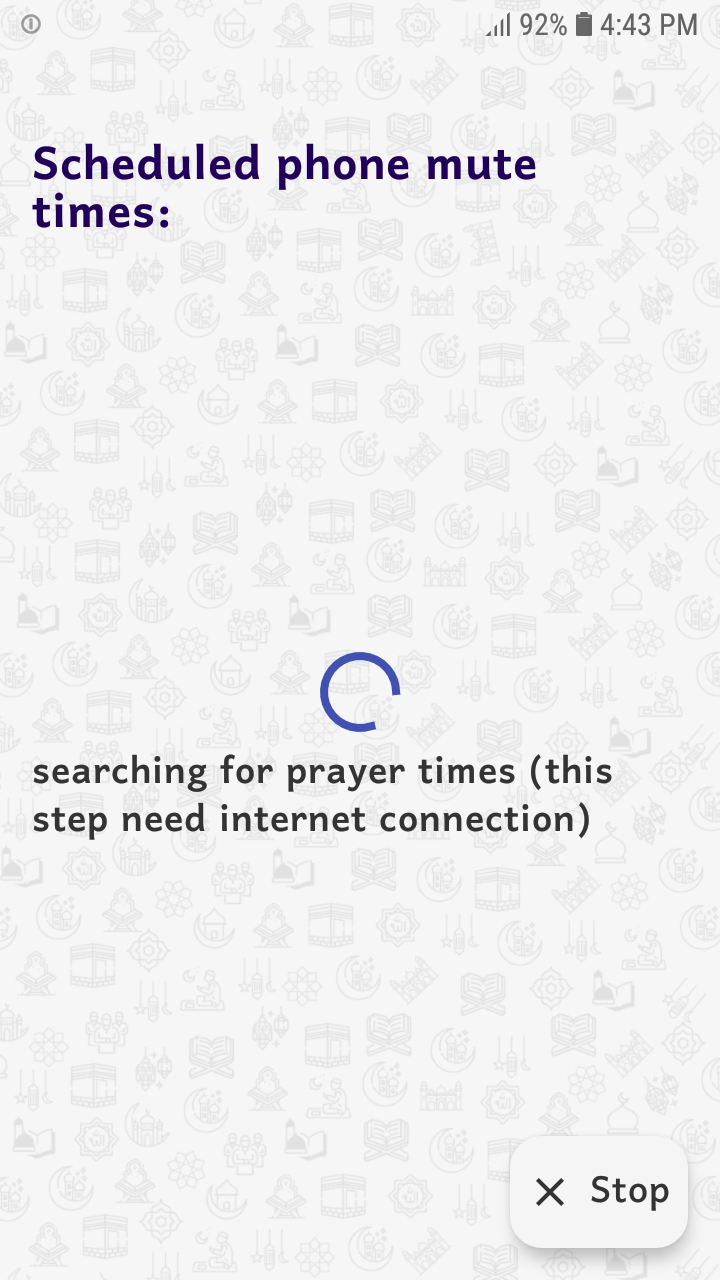 92% 4:43 PM
Scheduled phone mute
times:
searching for prayer times (this
step need internet connection)
Stop